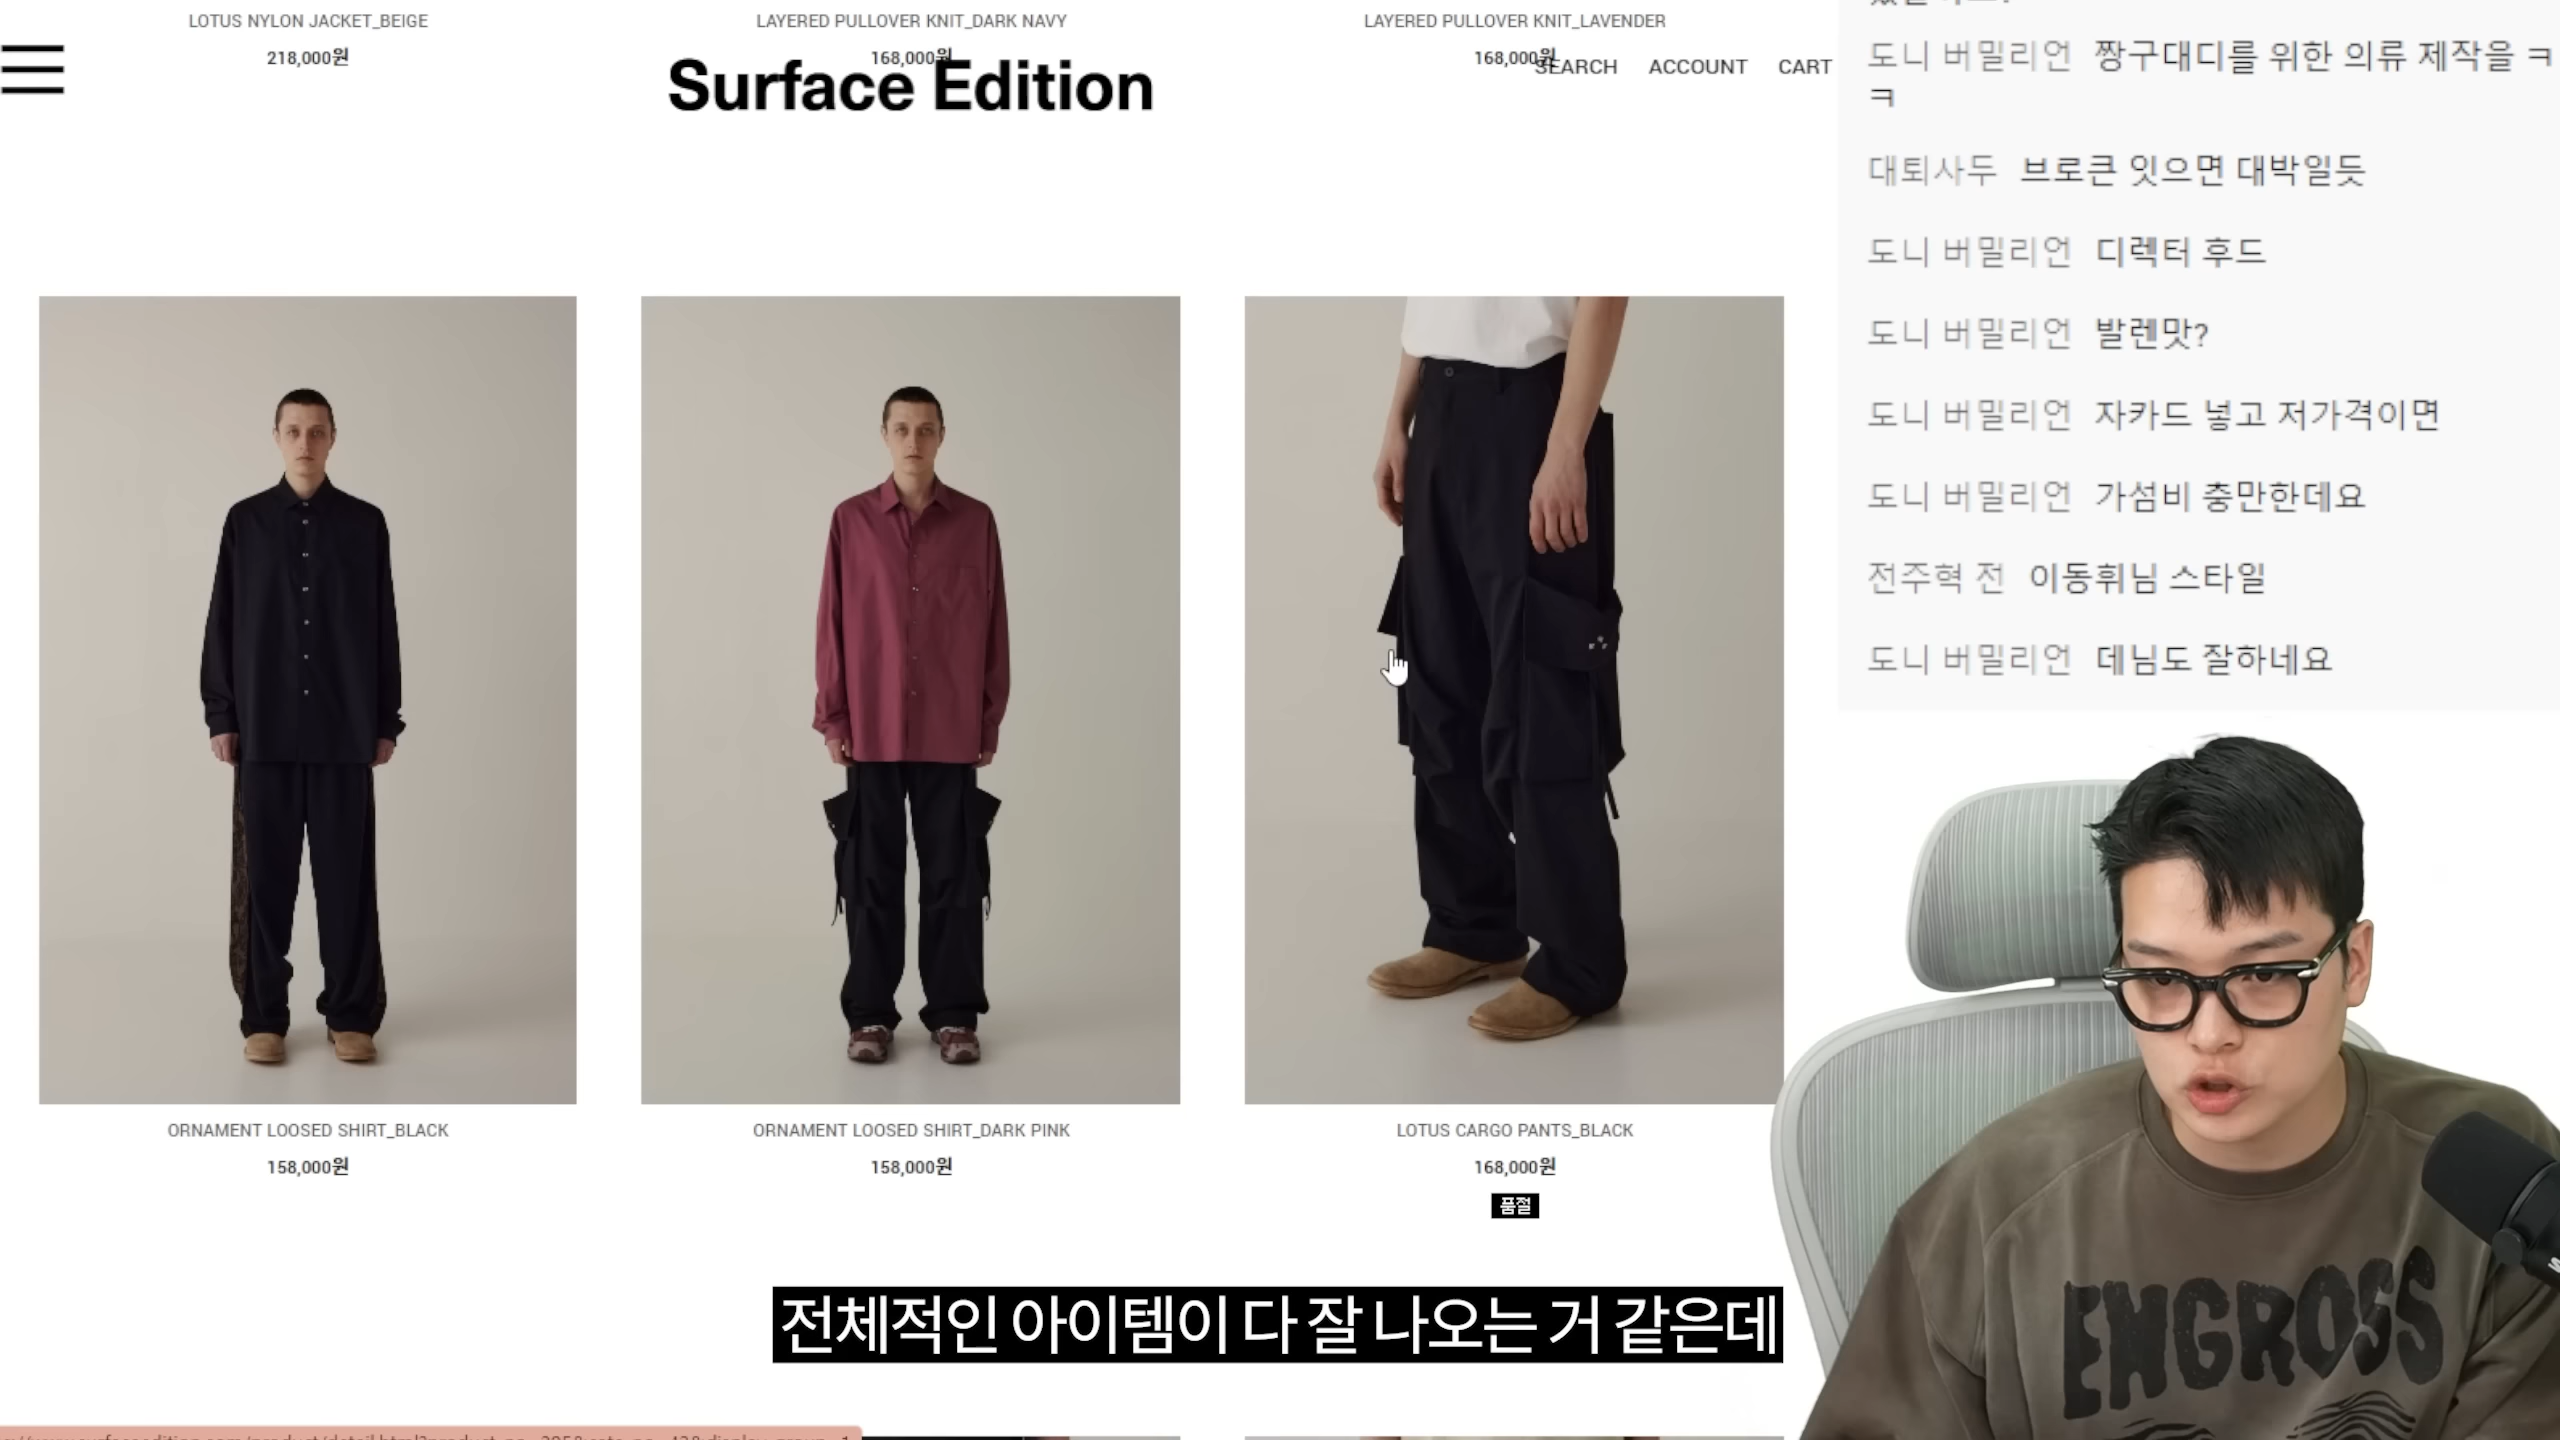 LOTUS NYLON JACKET_BEIGE
218,000원
LAYERED PULLOVER KNIT_DARK NAVY
168,000원
LAYERED PULLOVER KNIT_LAVENDER
168,000원
Surface Edition
SEARCH ACCOUNT CART
ORNAMENT LOOSED SHIRT_BLACK
158,000원
ORNAMENT LOOSED SHIRT_DARK PINK
158,000원
LOTUS CARGO PANTS_BLACK
168,000원
품절
도니 버밀리언 짱구대디를 위한 의류 제작을 ㅋ
ㅋ
대퇴사두 브로큰 잇으면 대박일듯
도니 버밀리언 디렉터 후드
도니 버밀리언 발렌맛?
도니 버밀리언 자카드 넣고 저가격이면
도니 버밀리언 가섬비 충만한데요
전주혁 전 이동휘님 스타일
도니 버밀리언 데님도 잘하네요
ENGROSS
전체적인 아이템이 다 잘 나오는 거 같은데